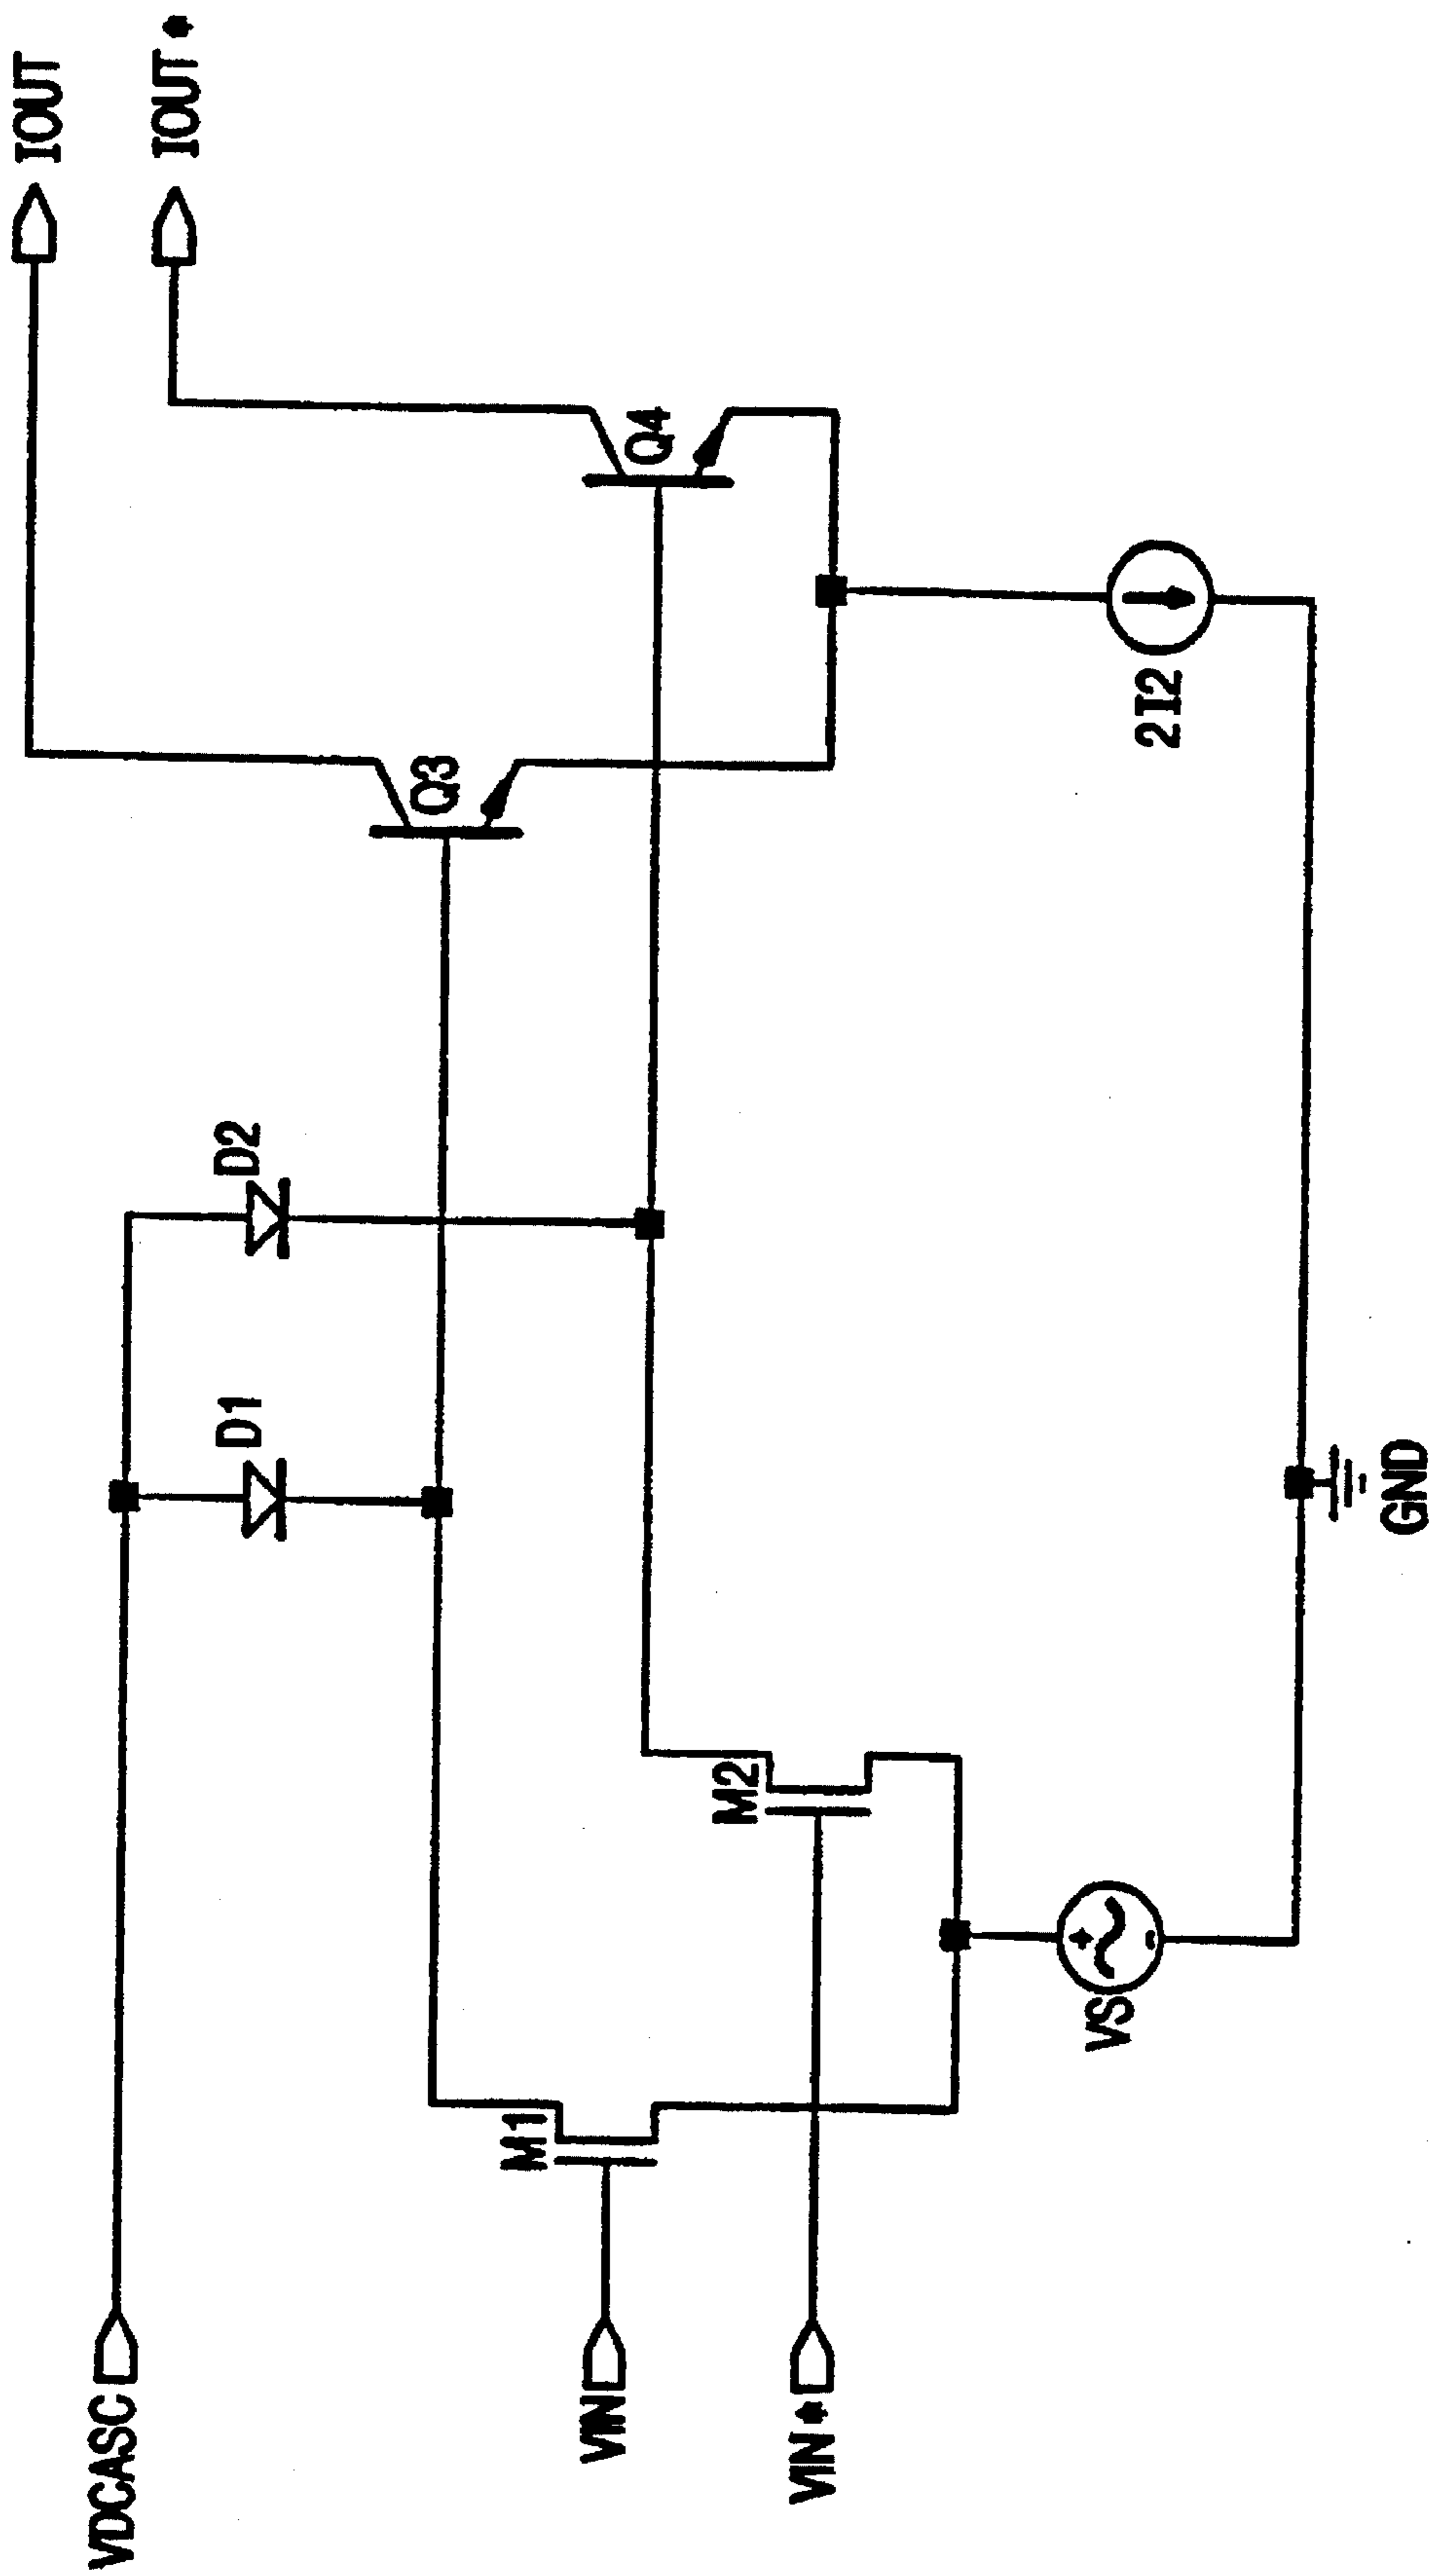 IOUT
IOUT*
VDCASC
D1
D2
Q3
Q4
M1
M2
VIN
VIN*
VS
+
-
2I2
GND